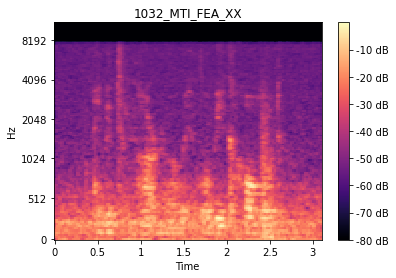 1032_MTI_FEA_XX
8192
4096
2048
1024
512
0
Hz
0 0.5 1 1.5 2 2.5 3
Time
-10 dB
-20 dB
-30 dB
-40 dB
-50 dB
-60 dB
-70 dB
-80 dB